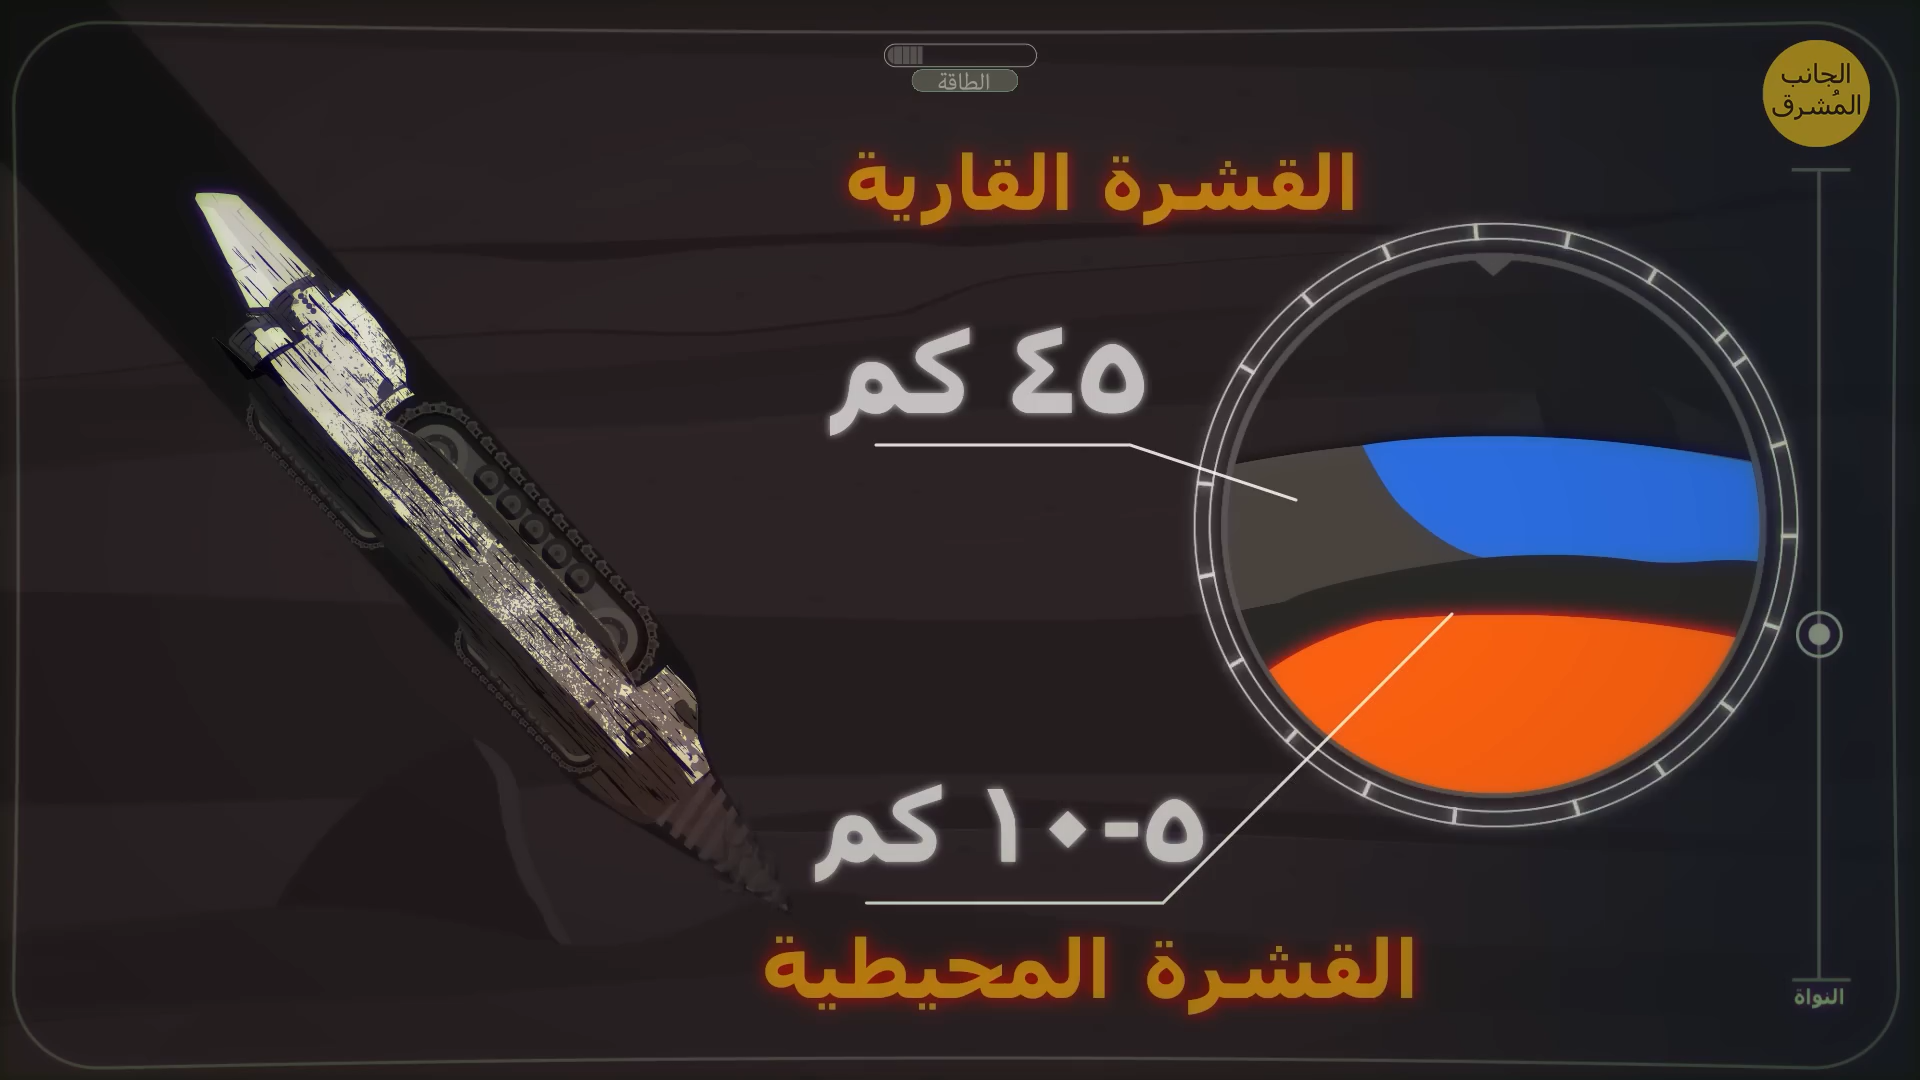 الطاقة
الجانب
المُشرق
القشرة القارية
٤٥ كم
٥-١٠ كم
القشرة المحيطية
النواة